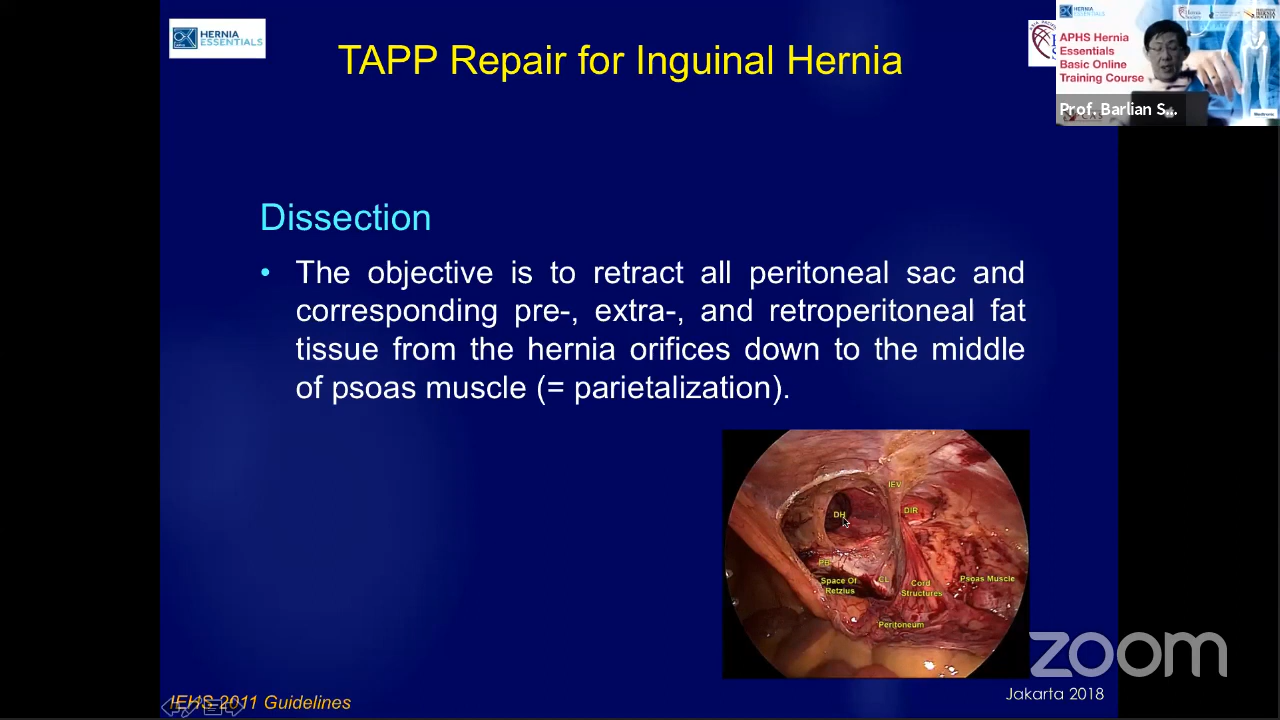 HERNIA
ESSENTIALS
TAPP Repair for Inguinal Hernia
HERNIA
ESSENTIALS
APHS Hernia
Essentials
Basic Online
Training Course
Prof. Barlian S...
Dissection
• The objective is to retract all peritoneal sac and
corresponding pre-, extra-, and retroperitoneal fat
tissue from the hernia orifices down to the middle
of psoas muscle (= parietalization).
IEV
DH
DIR
PB
Space Of
Retzius
CL
Cord
Structures
Psoas Muscle
Peritoneum
zoom
IEHS 2011 Guidelines
Jakarta 2018